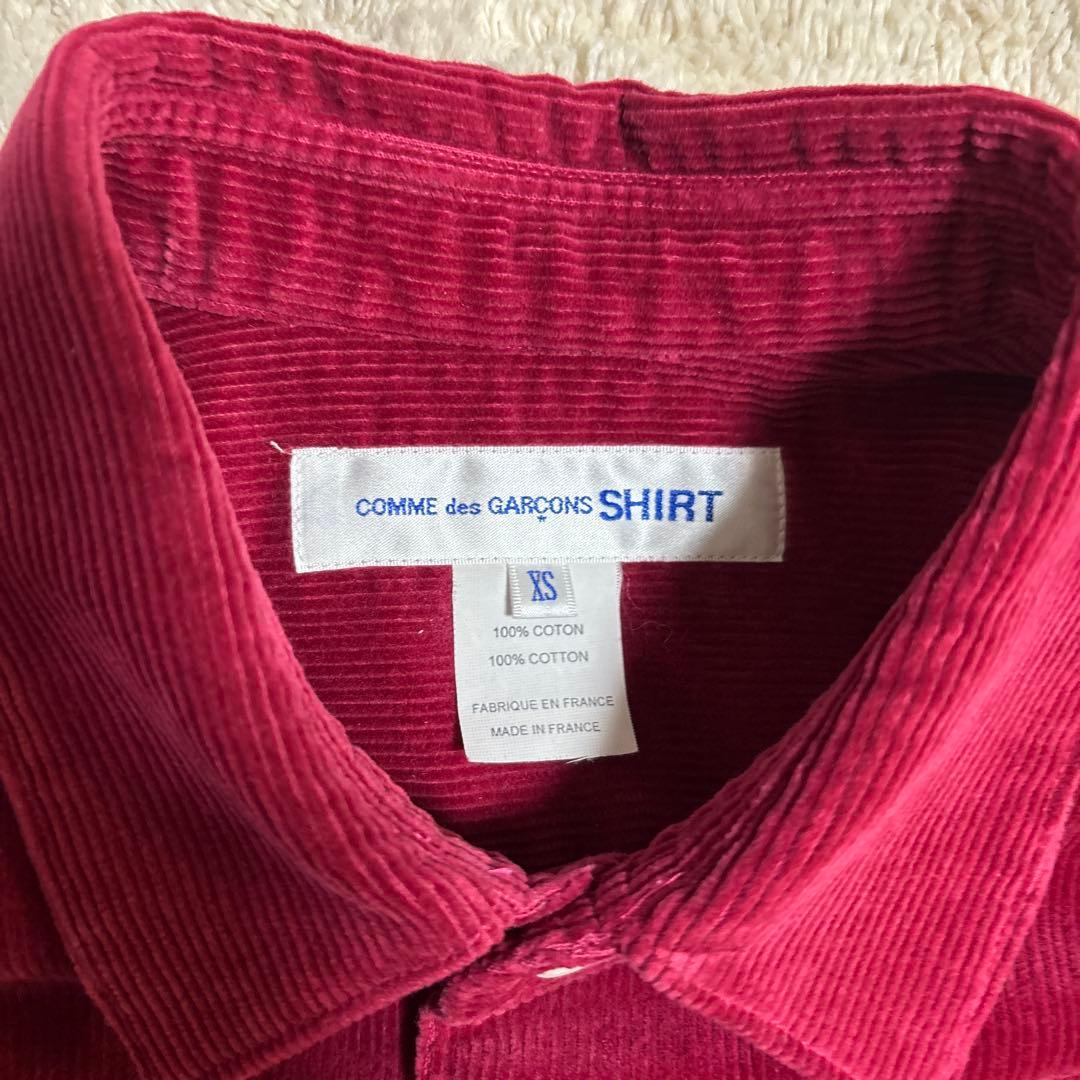 COMME des GARÇONS SHIRT
XS
100% COTON
100% COTTON
FABRIQUE EN FRANCE
MADE IN FRANCE